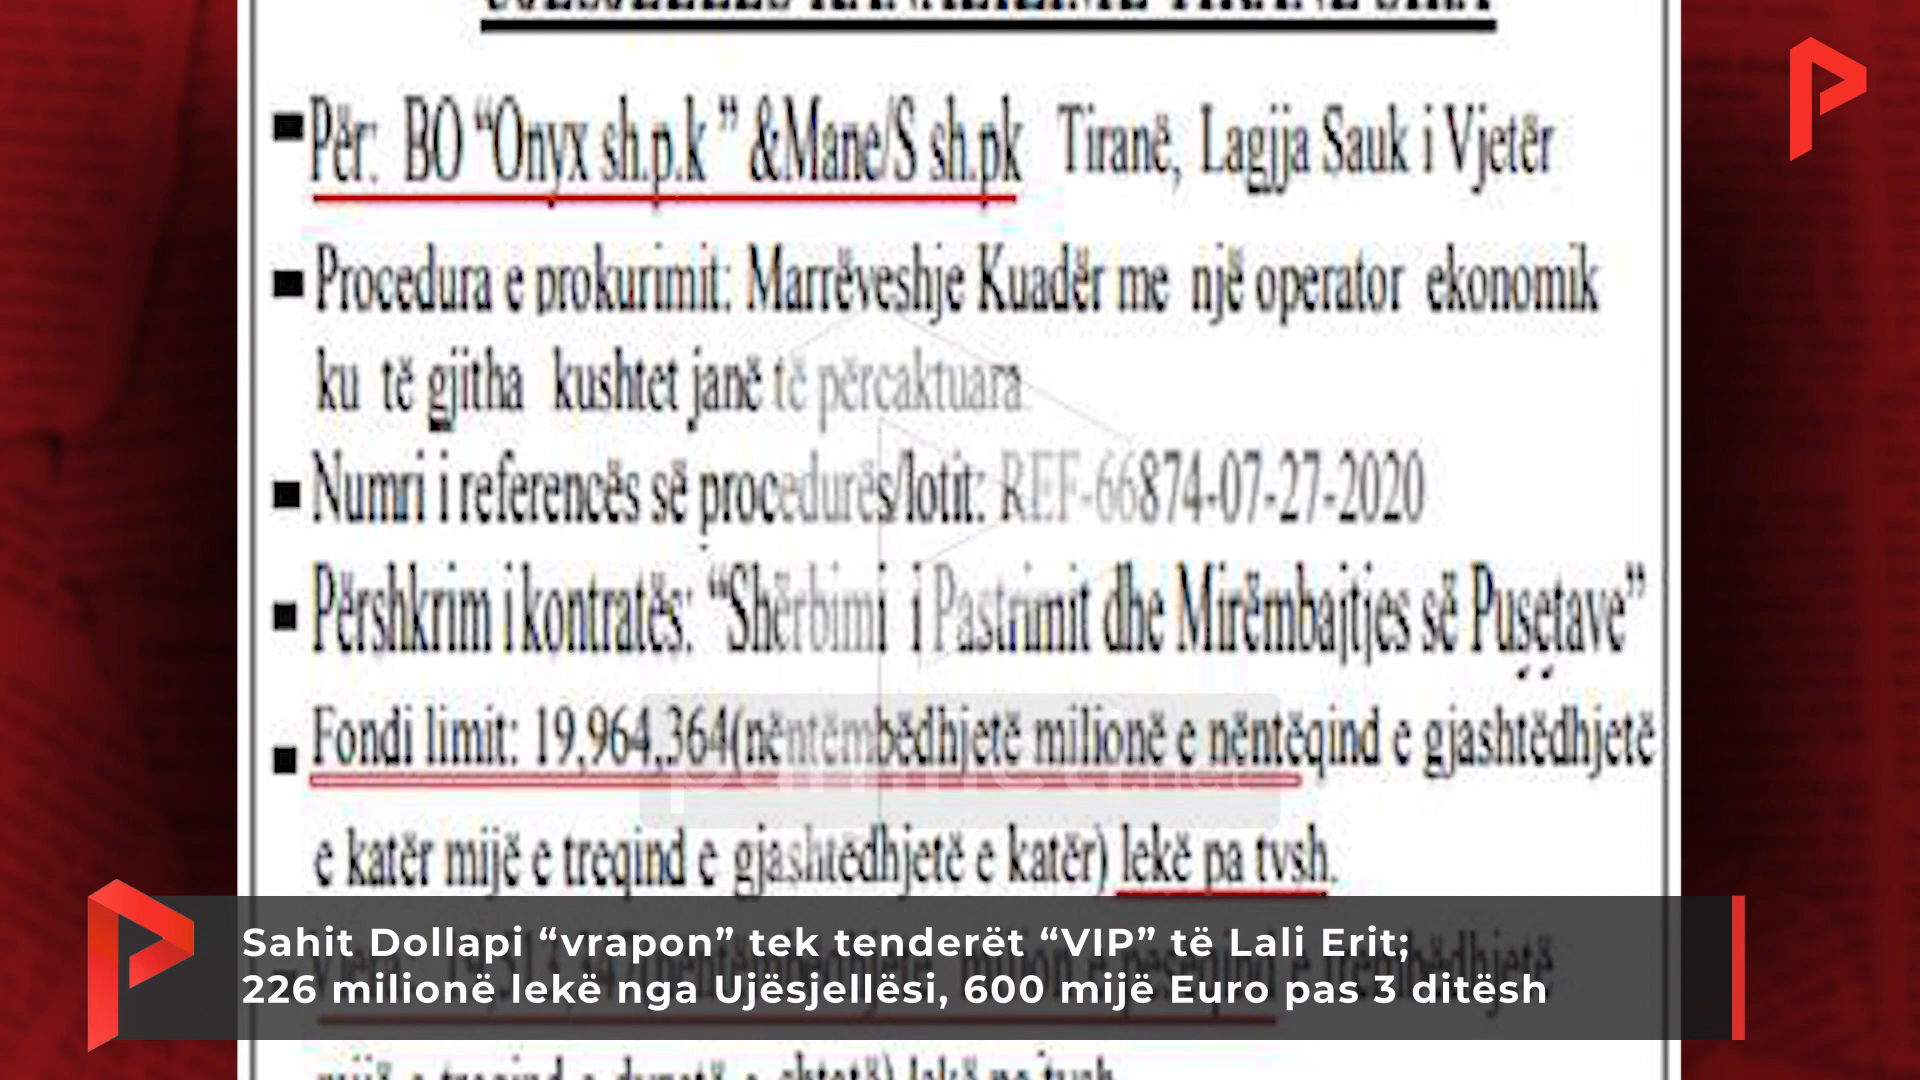 Për: BO “Onyx sh.p.k ” &Mane/S sh.pk Tiranë, Lagjja Sauk i Vjetër
Procedura e prokurimit: Marrëveshje Kuadër me një operator ekonomik
ku të gjitha kushtet janë të përcaktuara
Numri i referencës së procedurës/lotit: REF-66874-07-27-2020
Përshkrim i kontratës: “Shërbimi i Pastrimit dhe Mirëmbajtjes së Pusetave”
Fondi limit: 19,964,364(nëntëmbëdhjetë milionë e nëntëqind e gjashtëdhjetë
e katër mijë e treqind e gjashtëdhjetë e katër) lekë pa tvsh.
Sahit Dollapi “vrapon” tek tenderët “VIP” të Lali Erit;
226 milionë lekë nga Ujësjellësi, 600 mijë Euro pas 3 ditësh